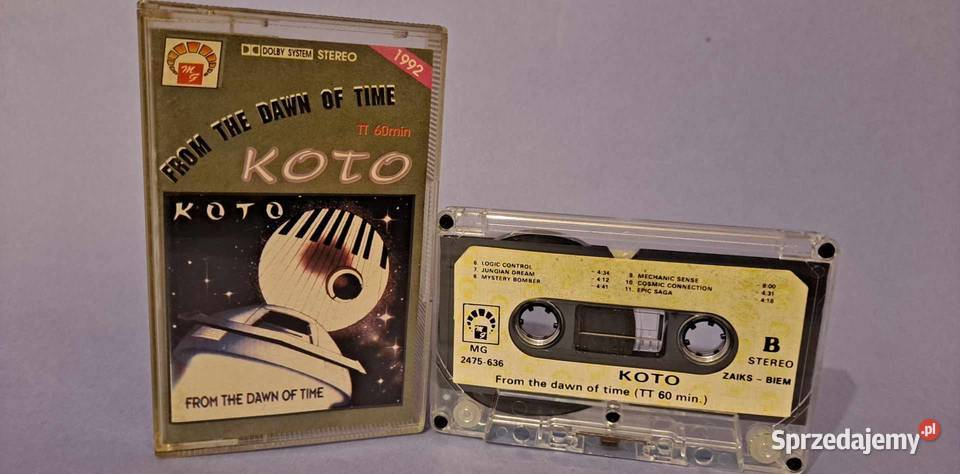 MG
DOLBY SYSTEM STEREO
1992
FROM THE DAWN OF TIME
TT 60min
KOTO
KOTO
FROM THE DAWN OF TIME
6. LOGIC CONTROL - 4:34
7. JUNGIAN DREAM - 4:12
8. MYSTERY BOMBER - 4:41
9. MECHANIC SENSE - 8:00
10. COSMIC CONNECTION - 4:31
11. EPIC SAGA - 4:18
MG
MG
2475-636
B
STEREO
KOTO
ZAIKS - BIEM
From the dawn of time (TT 60 min.)
Sprzedajemy.pl